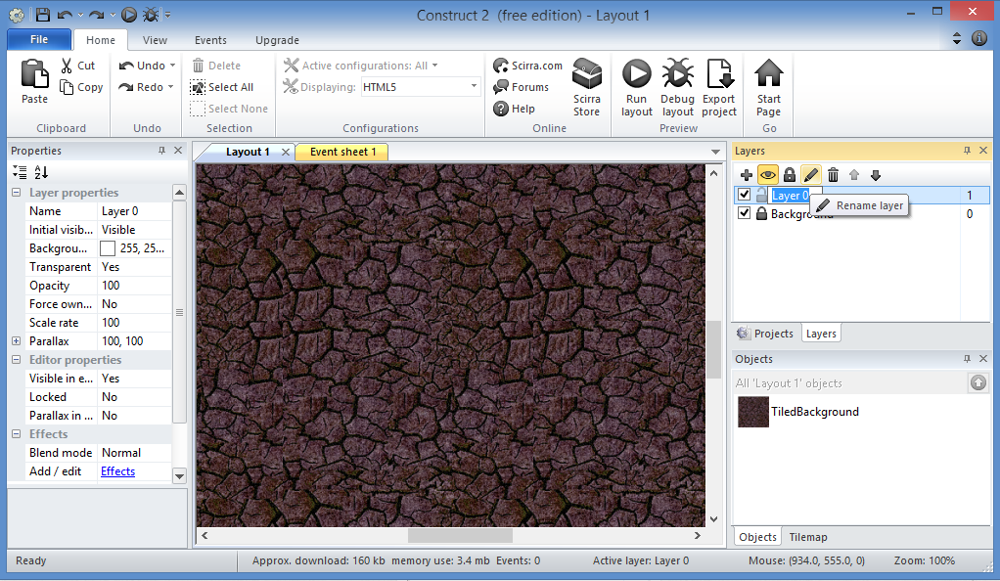 Construct 2 (free edition) - Layout 1
File Home View Events Upgrade
Paste
Cut
Copy
Clipboard
Undo
Redo
Undo
Delete
Select All
Select None
Selection
Active configurations: All
Displaying: HTML5
Configurations
Scirra.com
Forums
Help
Scirra Store
Online
Run layout
Debug layout
Export project
Preview
Start Page
Go
Properties
Layer properties
Name Layer 0
Initial visib... Visible
Backgrou... 255, 25...
Transparent Yes
Opacity 100
Force own... No
Scale rate 100
Parallax 100, 100
Editor properties
Visible in e... Yes
Locked No
Parallax in ... No
Effects
Blend mode Normal
Add / edit Effects
Layout 1 Event sheet 1
Layers
Layer 0 1
Rename layer
Background 0
Projects Layers
Objects
All 'Layout 1' objects
TiledBackground
Objects Tilemap
Ready Approx. download: 160 kb memory use: 3.4 mb Events: 0 Active layer: Layer 0 Mouse: (934.0, 555.0, 0) Zoom: 100%